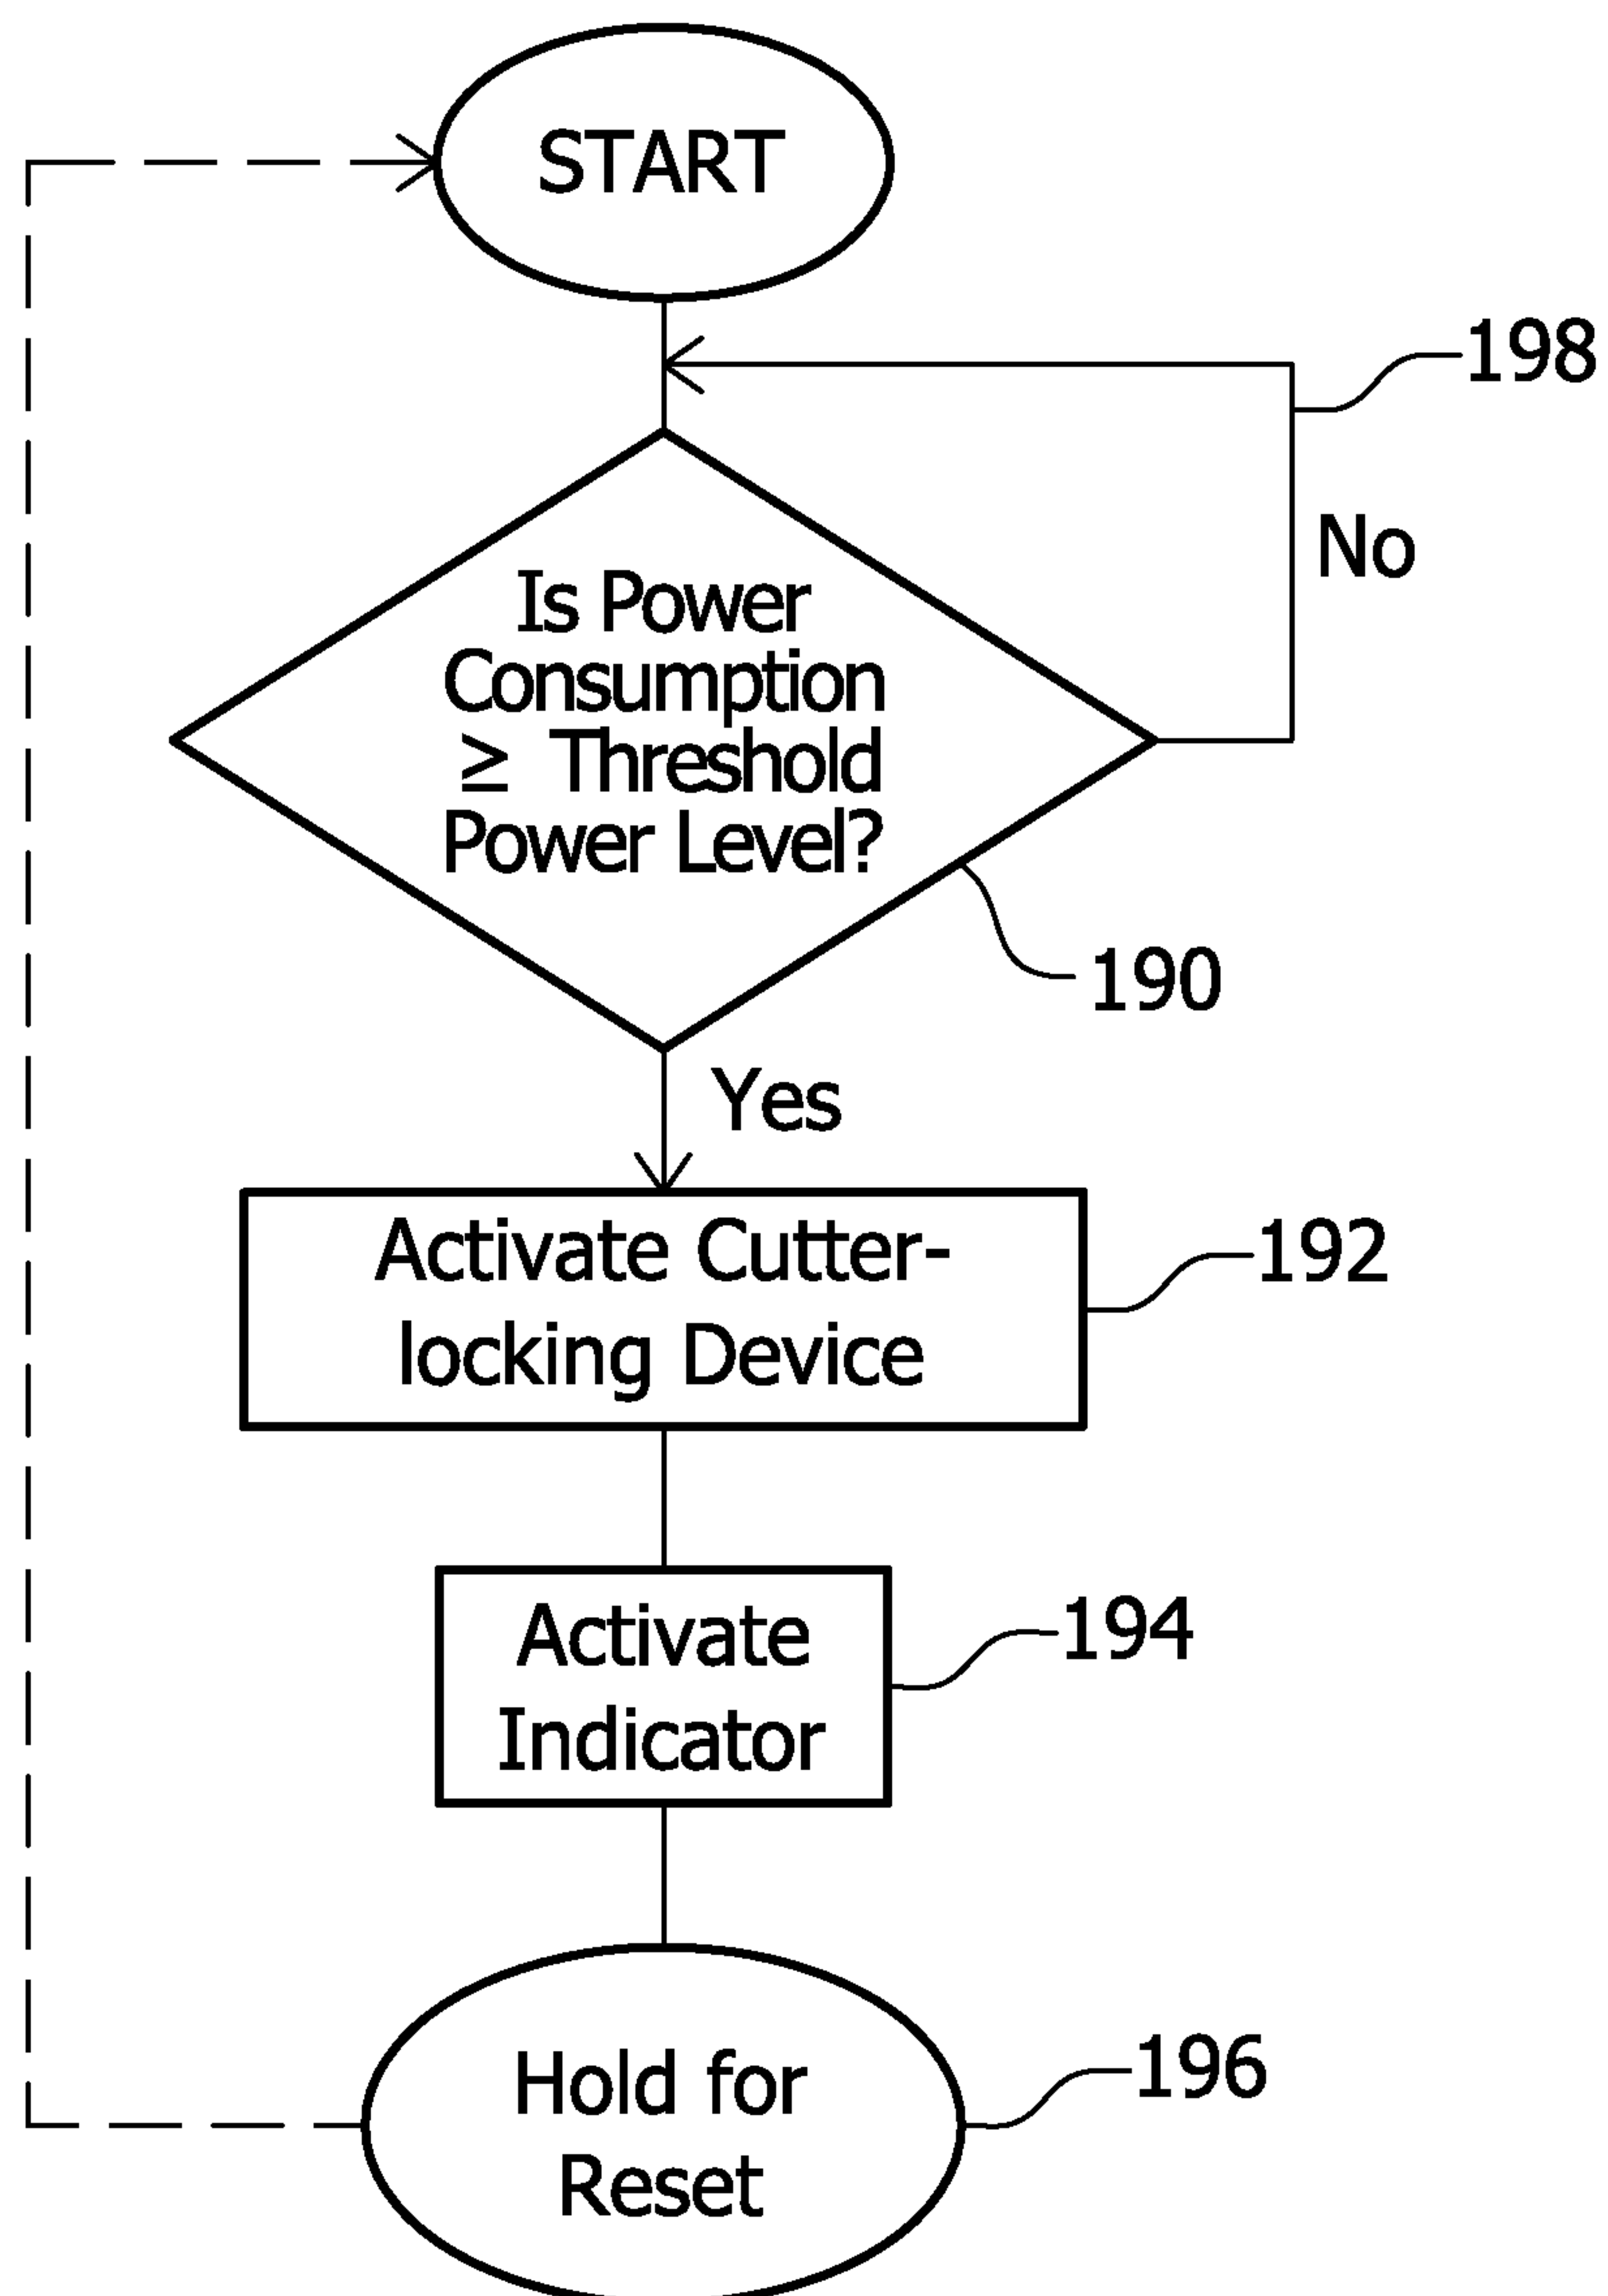 START
198
No
Is Power
Consumption
≥ Threshold
Power Level?
190
Yes
Activate Cutter-
locking Device
192
Activate
Indicator
194
Hold for
Reset
196